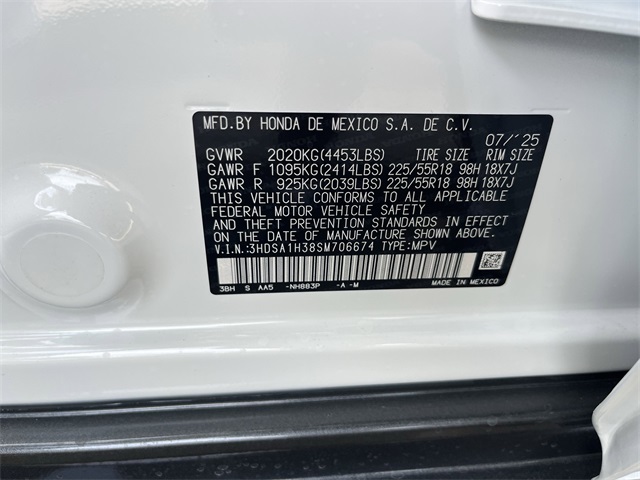 MFD. BY HONDA DE MEXICO S.A. DE C.V.
07/'25
GVWR 2020KG(4453LBS) TIRE SIZE RIM SIZE
GAWR F 1095KG(2414LBS) 225/55R18 98H 18X7J
GAWR R 925KG(2039LBS) 225/55R18 98H 18X7J
THIS VEHICLE CONFORMS TO ALL APPLICABLE
FEDERAL MOTOR VEHICLE SAFETY
AND THEFT PREVENTION STANDARDS IN EFFECT
ON THE DATE OF MANUFACTURE SHOWN ABOVE.
V.I.N.:3HDSA1H38SM706674 TYPE:MPV
3BH S AA5 -NH883P -A-M MADE IN MEXICO